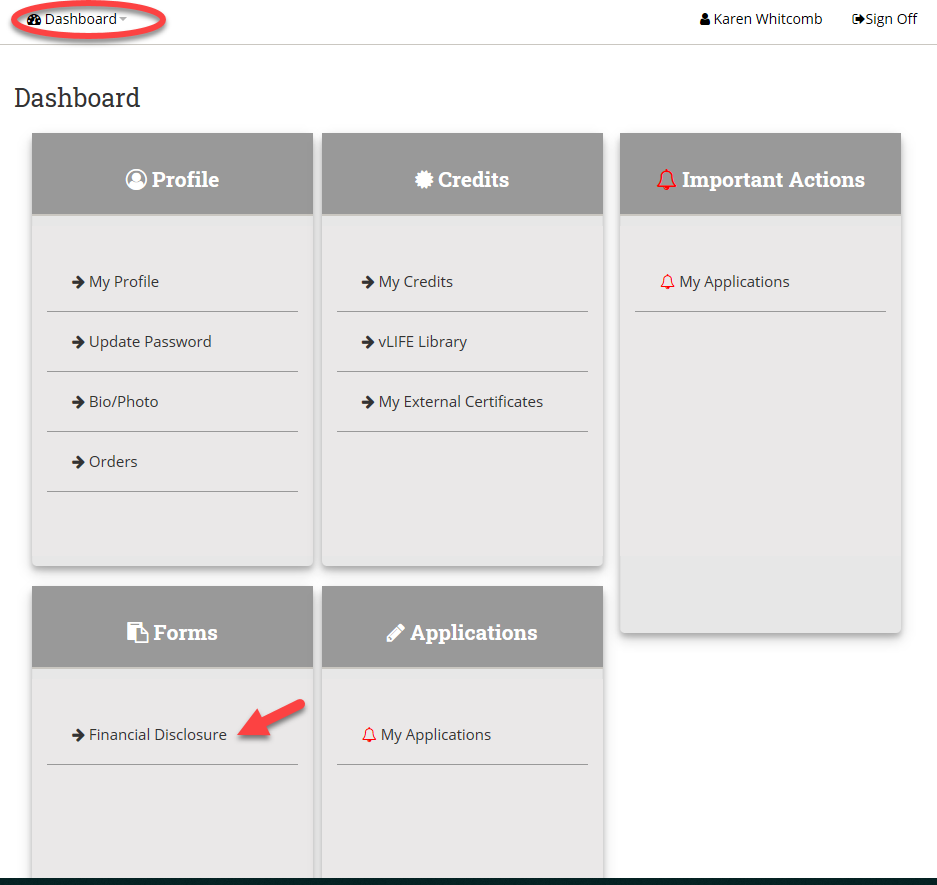 Dashboard
Karen Whitcomb
Sign Off
Dashboard
Profile
My Profile
Update Password
Bio/Photo
Orders
Credits
My Credits
vLIFE Library
My External Certificates
Important Actions
My Applications
Forms
Financial Disclosure
Applications
My Applications